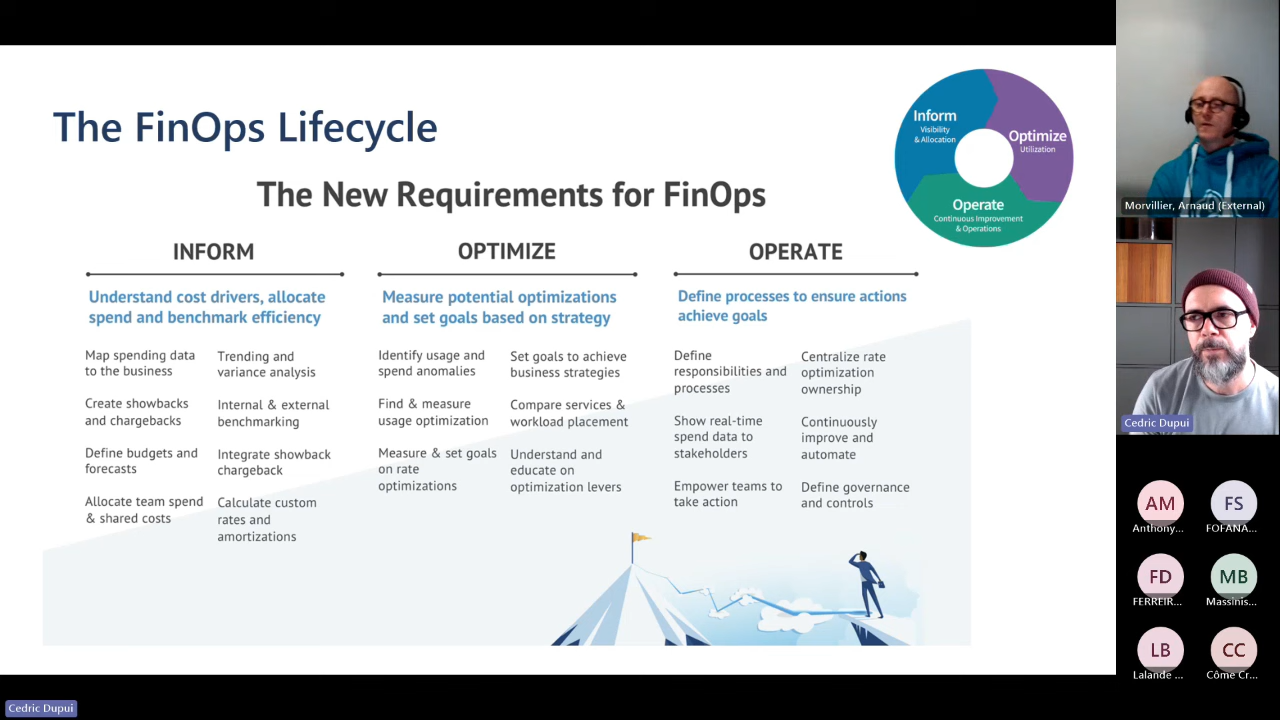 The FinOps Lifecycle
Inform
Visibility
& Allocation
Optimize
Utilization
Operate
Continuous Improvement
& Operations
The New Requirements for FinOps
INFORM
Understand cost drivers, allocate
spend and benchmark efficiency
Map spending data
to the business
Create showbacks
and chargebacks
Define budgets and
forecasts
Allocate team spend
& shared costs
Trending and
variance analysis
Internal & external
benchmarking
Integrate showback
chargeback
Calculate custom
rates and
amortizations
OPTIMIZE
Measure potential optimizations
and set goals based on strategy
Identify usage and
spend anomalies
Find & measure
usage optimization
Measure & set goals
on rate
optimizations
Set goals to achieve
business strategies
Compare services &
workload placement
Understand and
educate on
optimization levers
OPERATE
Define processes to ensure actions
achieve goals
Define
responsibilities and
processes
Show real-time
spend data to
stakeholders
Empower teams to
take action
Centralize rate
optimization
ownership
Continuously
improve and
automate
Define governance
and controls
Morvillier, Arnaud (External)
Cedric Dupui
AM
Anthony...
FS
FOFANA...
FD
FERREIR...
MB
Massinis...
LB
Lalande ...
CC
Côme Cr...
Cedric Dupui